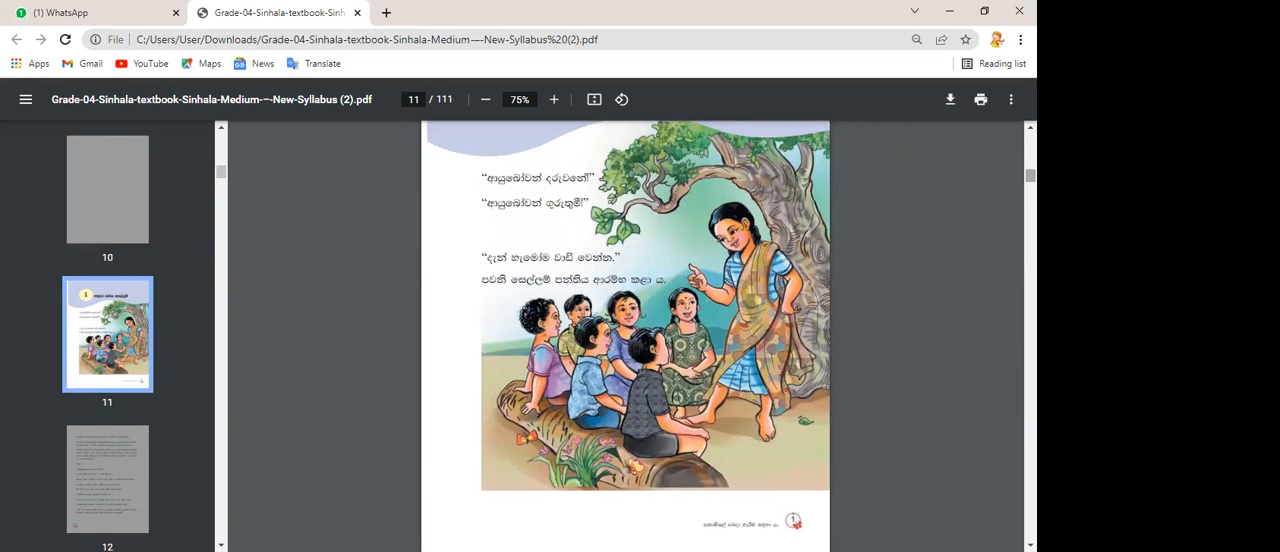 (1) WhatsApp
Grade-04-Sinhala-textbook-Sinh
File C:/Users/User/Downloads/Grade-04-Sinhala-textbook-Sinhala-Medium-–-New-Syllabus%20(2).pdf
Apps Gmail YouTube Maps News Translate Reading list
Grade-04-Sinhala-textbook-Sinhala-Medium-–-New-Syllabus (2).pdf 11 / 111 75%
10
11
12
"ආයුබෝවන් දරුවනේ!"
"ආයුබෝවන් ගුරුතුමී!"
"දැන් හැමෝම වාඩි වෙන්න."
පවනි සෙල්ලම් පන්තිය ආරම්භ කළා ය.
නොමිලේ බෙදා හැරීම සඳහා ය.
1